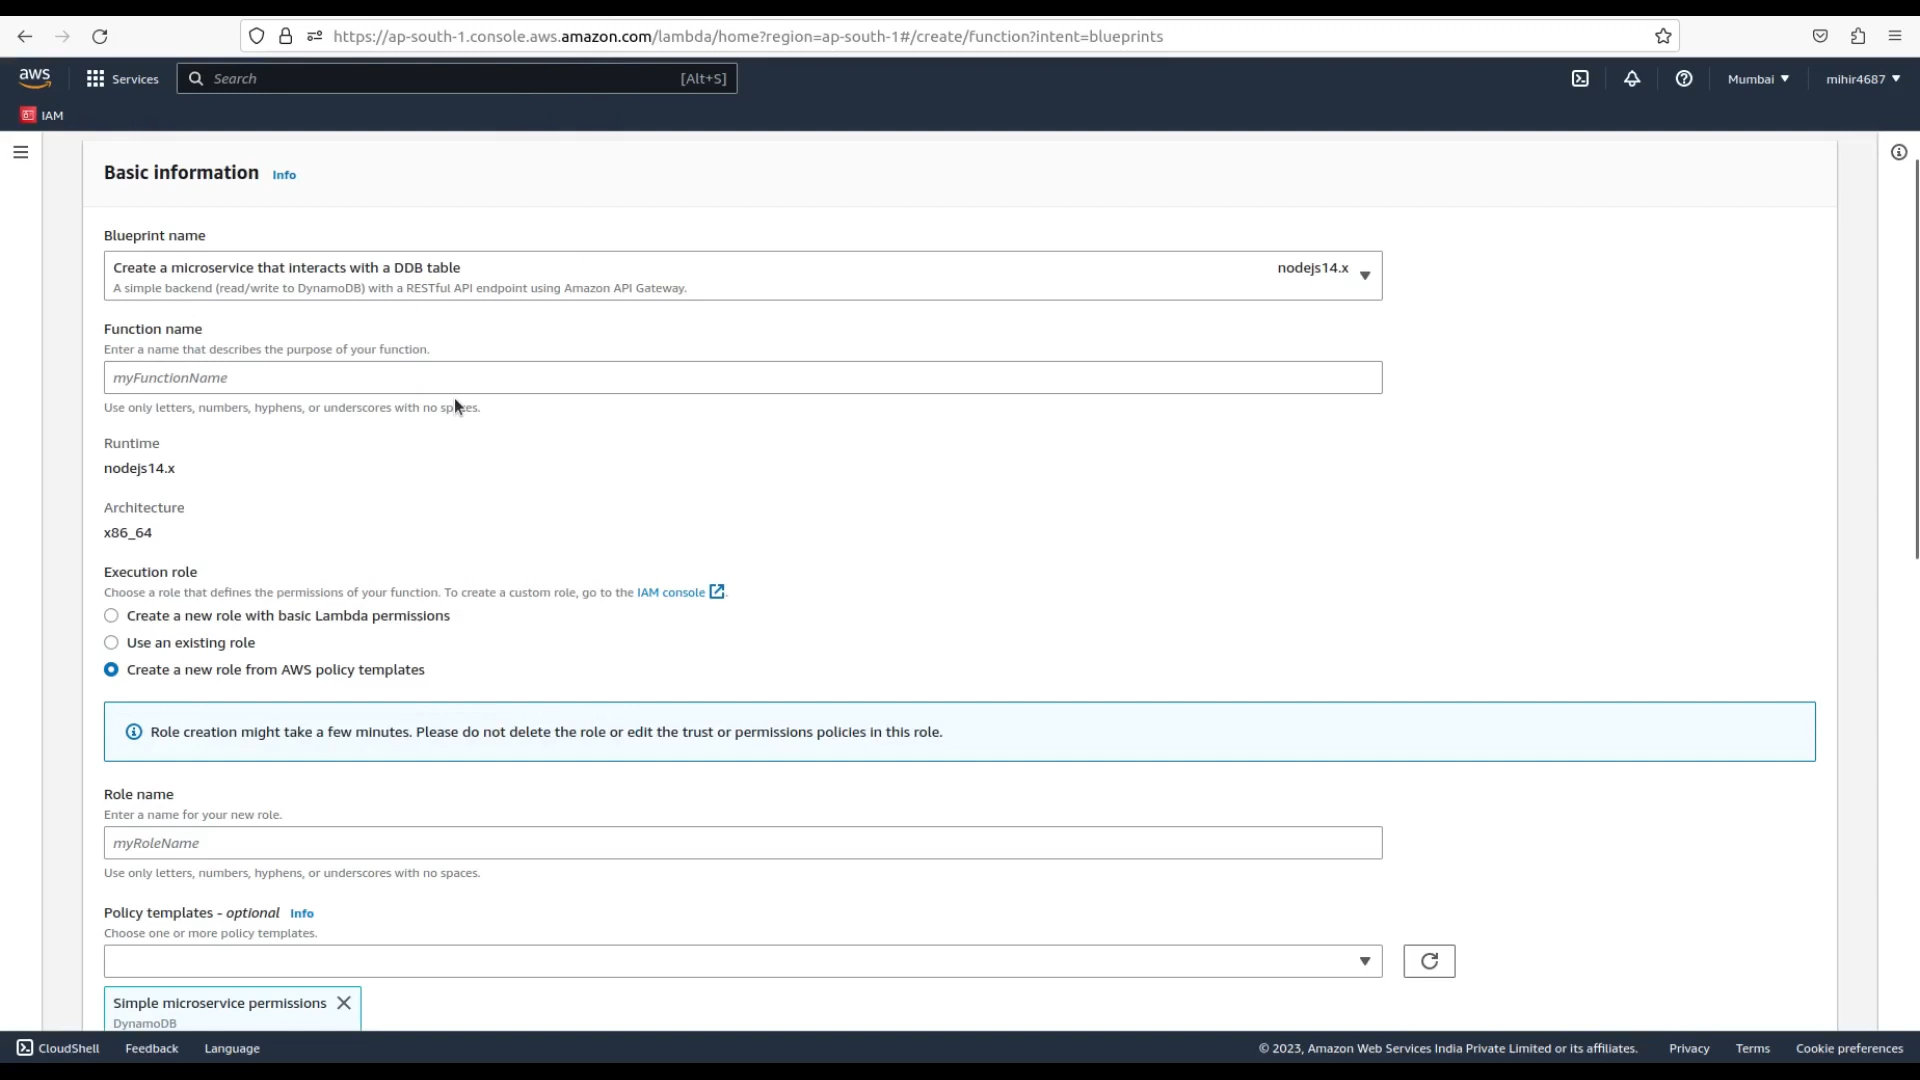 https://ap-south-1.console.aws.amazon.com/lambda/home?region=ap-south-1#/create/function?intent=blueprints
aws
Services
Search
[Alt+S]
Mumbai
mihir4687
IAM
Basic information Info
Blueprint name
Create a microservice that interacts with a DDB table
nodejs14.x
A simple backend (read/write to DynamoDB) with a RESTful API endpoint using Amazon API Gateway.
Function name
Enter a name that describes the purpose of your function.
myFunctionName
Use only letters, numbers, hyphens, or underscores with no spaces.
Runtime
nodejs14.x
Architecture
x86_64
Execution role
Choose a role that defines the permissions of your function. To create a custom role, go to the IAM console.
Create a new role with basic Lambda permissions
Use an existing role
Create a new role from AWS policy templates
Role creation might take a few minutes. Please do not delete the role or edit the trust or permissions policies in this role.
Role name
Enter a name for your new role.
myRoleName
Use only letters, numbers, hyphens, or underscores with no spaces.
Policy templates - optional Info
Choose one or more policy templates.
Simple microservice permissions
DynamoDB
CloudShell
Feedback
Language
© 2023, Amazon Web Services India Private Limited or its affiliates.
Privacy
Terms
Cookie preferences